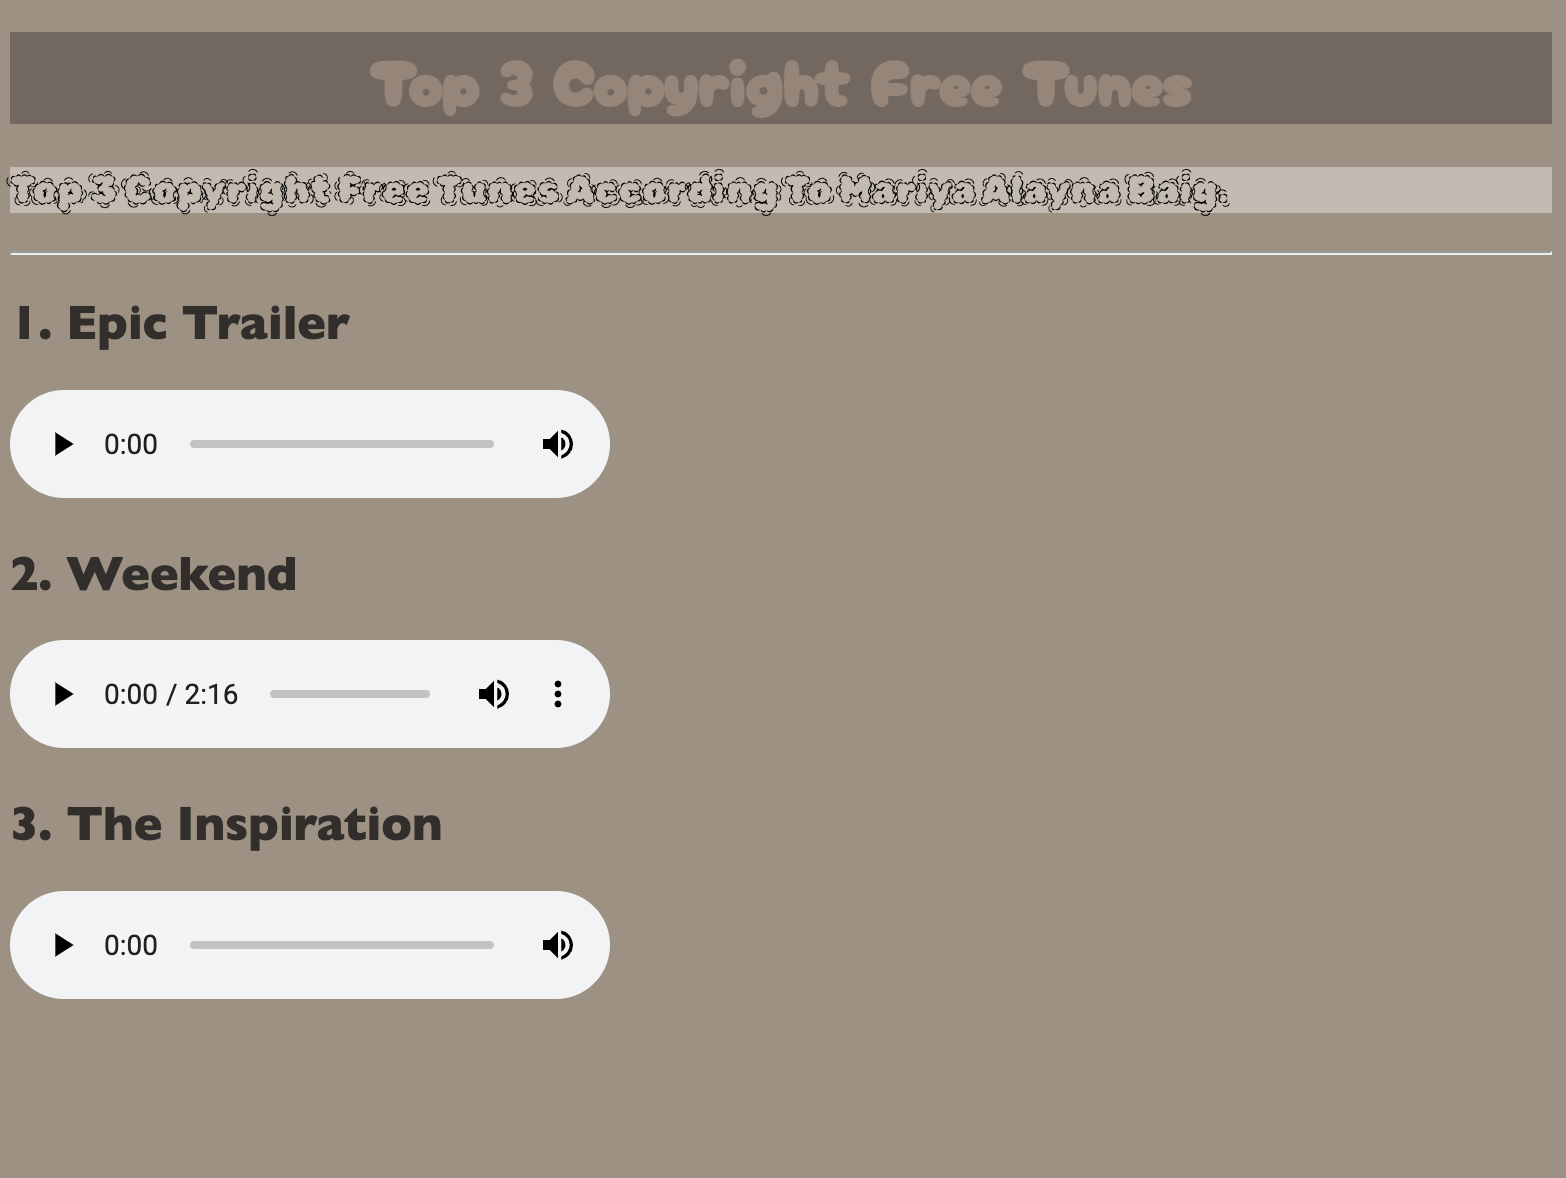 Top 3 Copyright Free Tunes
Top 3 Copyright Free Tunes According To Mariya Alayna Baig.
1. Epic Trailer
0:00
2. Weekend
0:00 / 2:16
3. The Inspiration
0:00